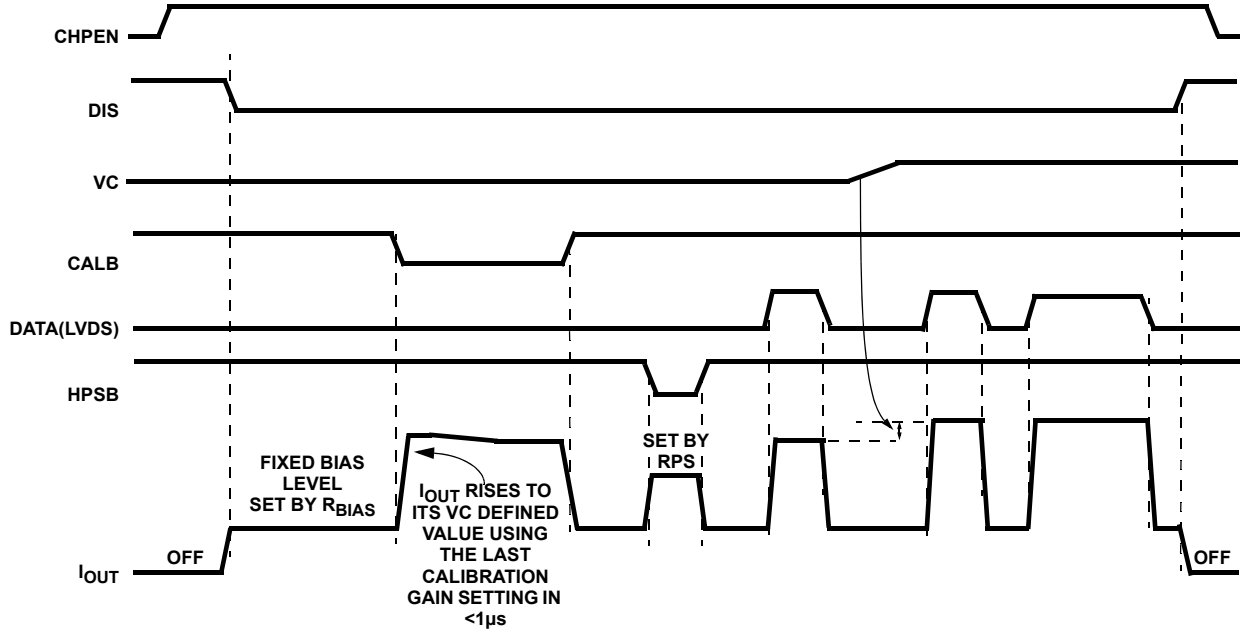 CHPEN
DIS
VC
CALB
DATA(LVDS)
HPSB
FIXED BIAS
LEVEL
SET BY RBIAS
IOUT RISES TO
ITS VC DEFINED
VALUE USING
THE LAST
CALIBRATION
GAIN SETTING IN
<1µs
SET BY
RPS
OFF
IOUT
OFF